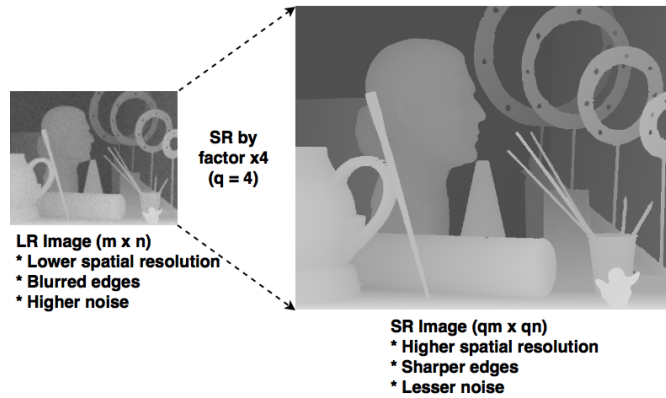 SR by
factor x4
(q = 4)
LR Image (m x n)
* Lower spatial resolution
* Blurred edges
* Higher noise
SR Image (qm x qn)
* Higher spatial resolution
* Sharper edges
* Lesser noise